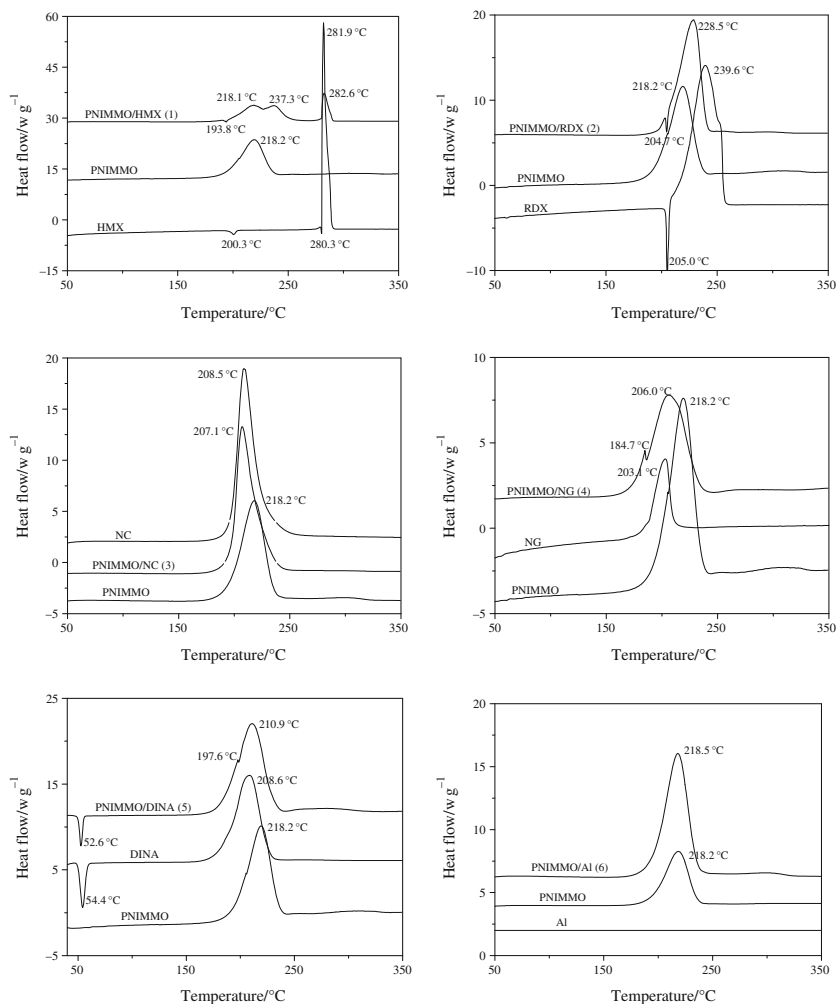 60
45
30
15
0
−15
Heat flow/w g−1
281.9 °C
218.1 °C
237.3 °C
282.6 °C
PNIMMO/HMX (1)
193.8 °C
218.2 °C
PNIMMO
HMX
200.3 °C
280.3 °C
50
150
250
350
Temperature/°C
20
10
0
−10
Heat flow/w g−1
228.5 °C
239.6 °C
218.2 °C
PNIMMO/RDX (2)
204.7 °C
PNIMMO
RDX
205.0 °C
50
150
250
350
Temperature/°C
20
15
10
5
0
−5
Heat flow/w g−1
208.5 °C
207.1 °C
218.2 °C
NC
PNIMMO/NC (3)
PNIMMO
50
150
250
350
Temperature/°C
10
5
0
−5
Heat flow/w g−1
206.0 °C
218.2 °C
184.7 °C
203.1 °C
PNIMMO/NG (4)
NG
PNIMMO
50
150
250
350
Temperature/°C
25
15
5
−5
Heat flow/w g−1
210.9 °C
197.6 °C
208.6 °C
PNIMMO/DINA (5)
52.6 °C
218.2 °C
DINA
54.4 °C
PNIMMO
50
150
250
350
Temperature/°C
20
15
10
5
0
Heat flow/w g−1
218.5 °C
PNIMMO/Al (6)
218.2 °C
PNIMMO
Al
50
150
250
350
Temperature/°C